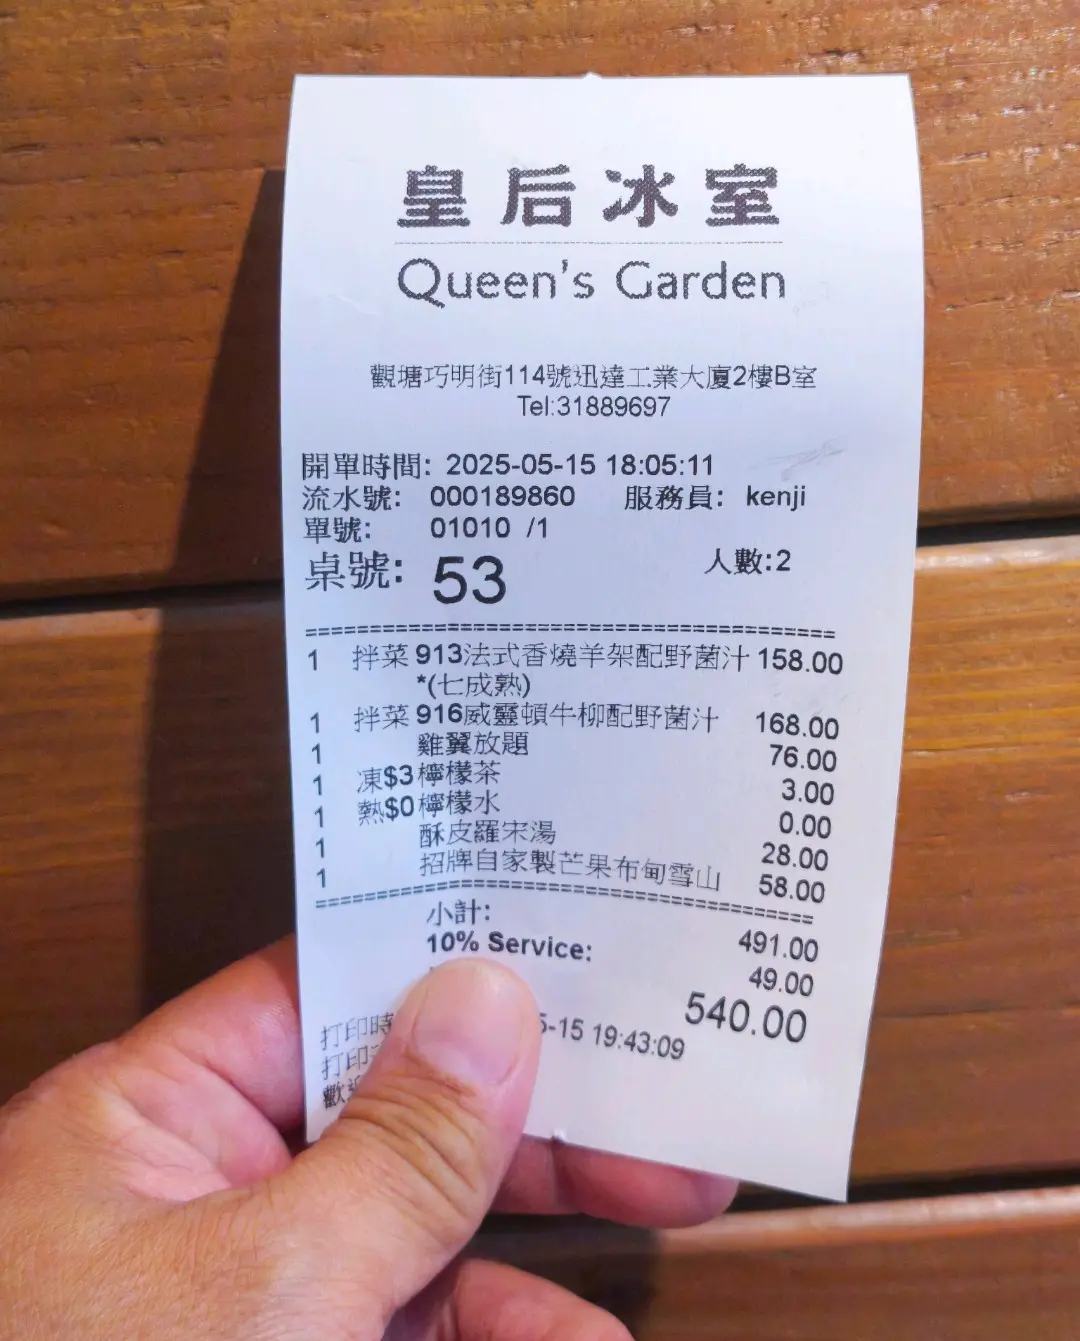 皇后冰室
Queen's Garden
觀塘巧明街114號迅達工業大廈2樓B室
Tel:31889697
開單時間: 2025-05-15 18:05:11
流水號: 000189860 服務員: kenji
單號: 01010 /1
桌號: 53 人數:2
1 拌菜 913法式香燒羊架配野菌汁 158.00
*(七成熟)
1 拌菜 916威靈頓牛柳配野菌汁 168.00
1 雞翼放題 76.00
1 凍$3檸檬茶 3.00
1 熱$0檸檬水 0.00
1 酥皮羅宋湯 28.00
1 招牌自家製芒果布甸雪山 58.00
小計: 491.00
10% Service: 49.00
540.00
打印時 5-15 19:43:09
打印
歡